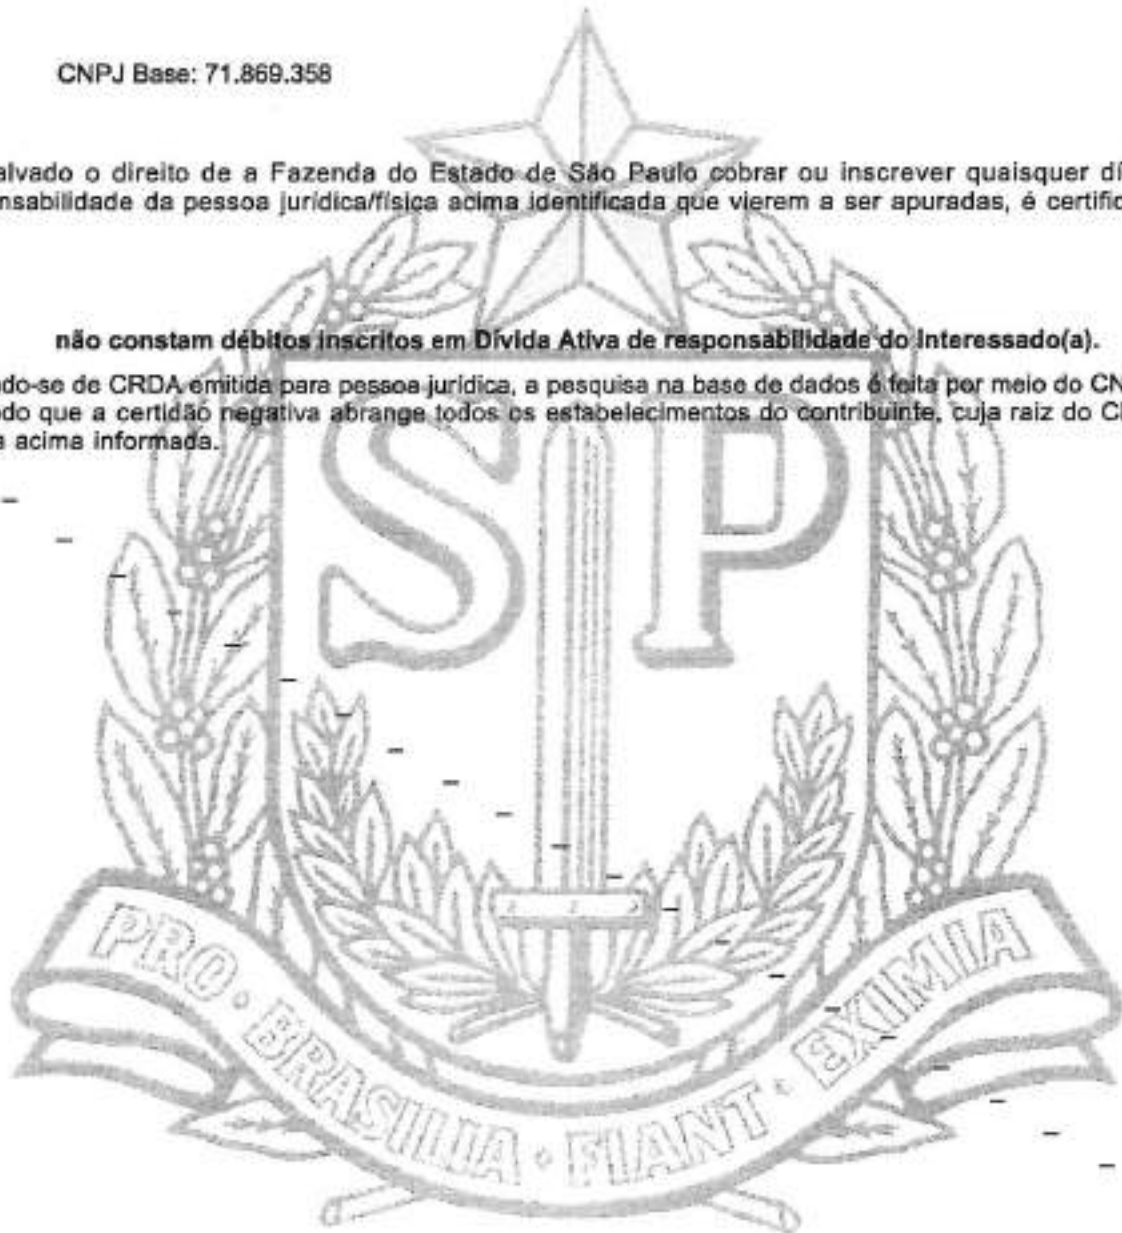 CNPJ Base: 71.869.358
alvado o direito de a Fazenda do Estado de São Paulo cobrar ou inscrever quaisquer dí
nsabilidade da pessoa jurídica/física acima identificada que vierem a ser apuradas, é certific
não constam débitos inscritos em Dívida Ativa de responsabilidade do Interessado(a).
do-se de CRDA emitida para pessoa jurídica, a pesquisa na base de dados é feita por meio do CN
do que a certidão negativa abrange todos os estabelecimentos do contribuinte, cuja raiz do C
a acima informada.
SP
PRO · BRASILIA · FIANT · EXIMIA